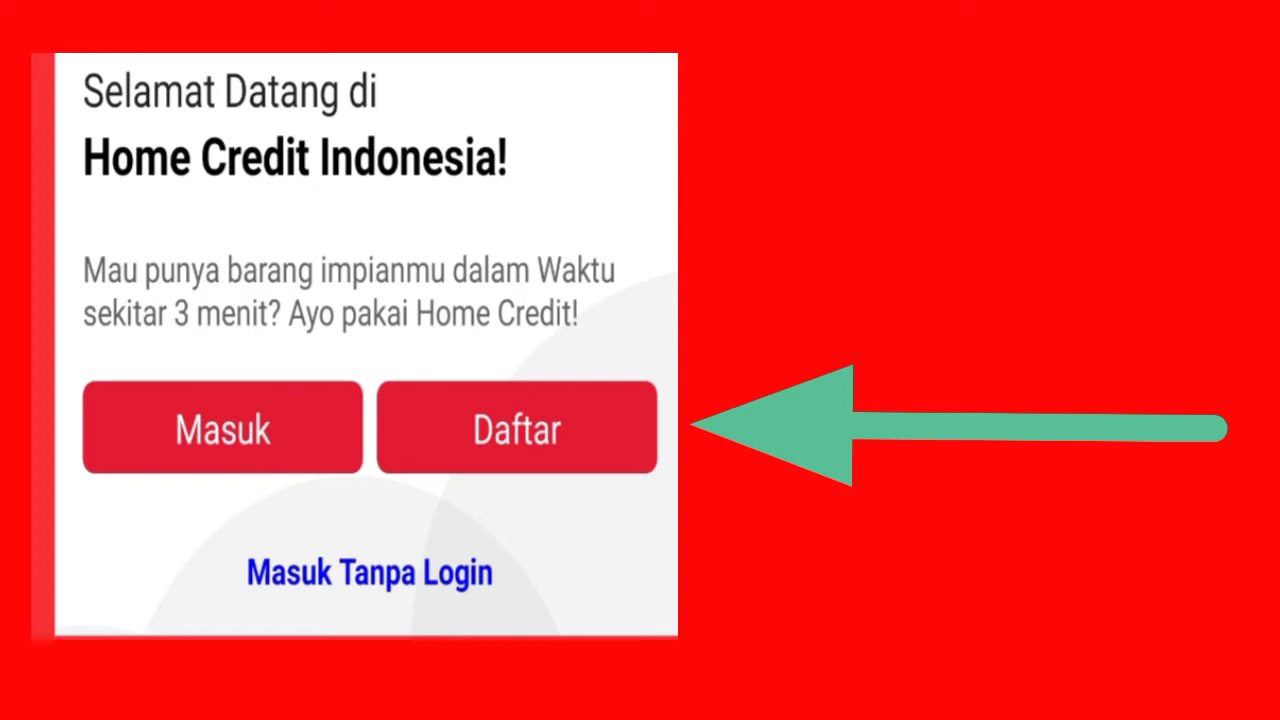 Selamat Datang di
Home Credit Indonesia!
Mau punya barang impianmu dalam Waktu
sekitar 3 menit? Ayo pakai Home Credit!
Masuk
Daftar
Masuk Tanpa Login